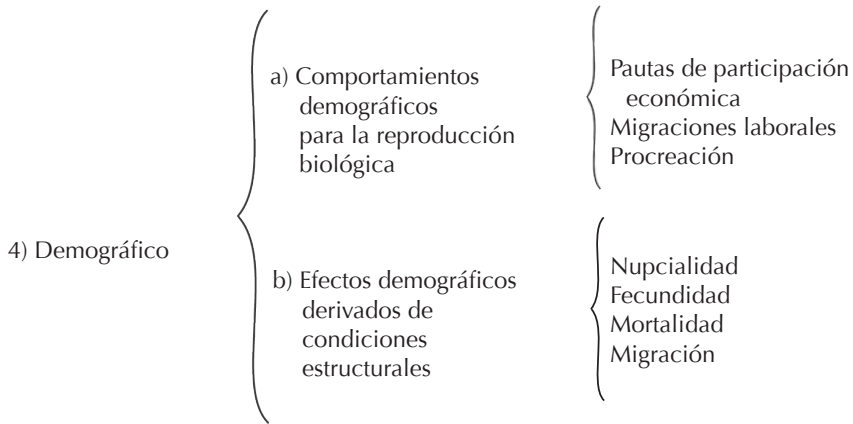 4) Demográfico
a) Comportamientos
demográficos
para la reproducción
biológica
Pautas de participación
económica
Migraciones laborales
Procreación
b) Efectos demográficos
derivados de
condiciones
estructurales
Nupcialidad
Fecundidad
Mortalidad
Migración